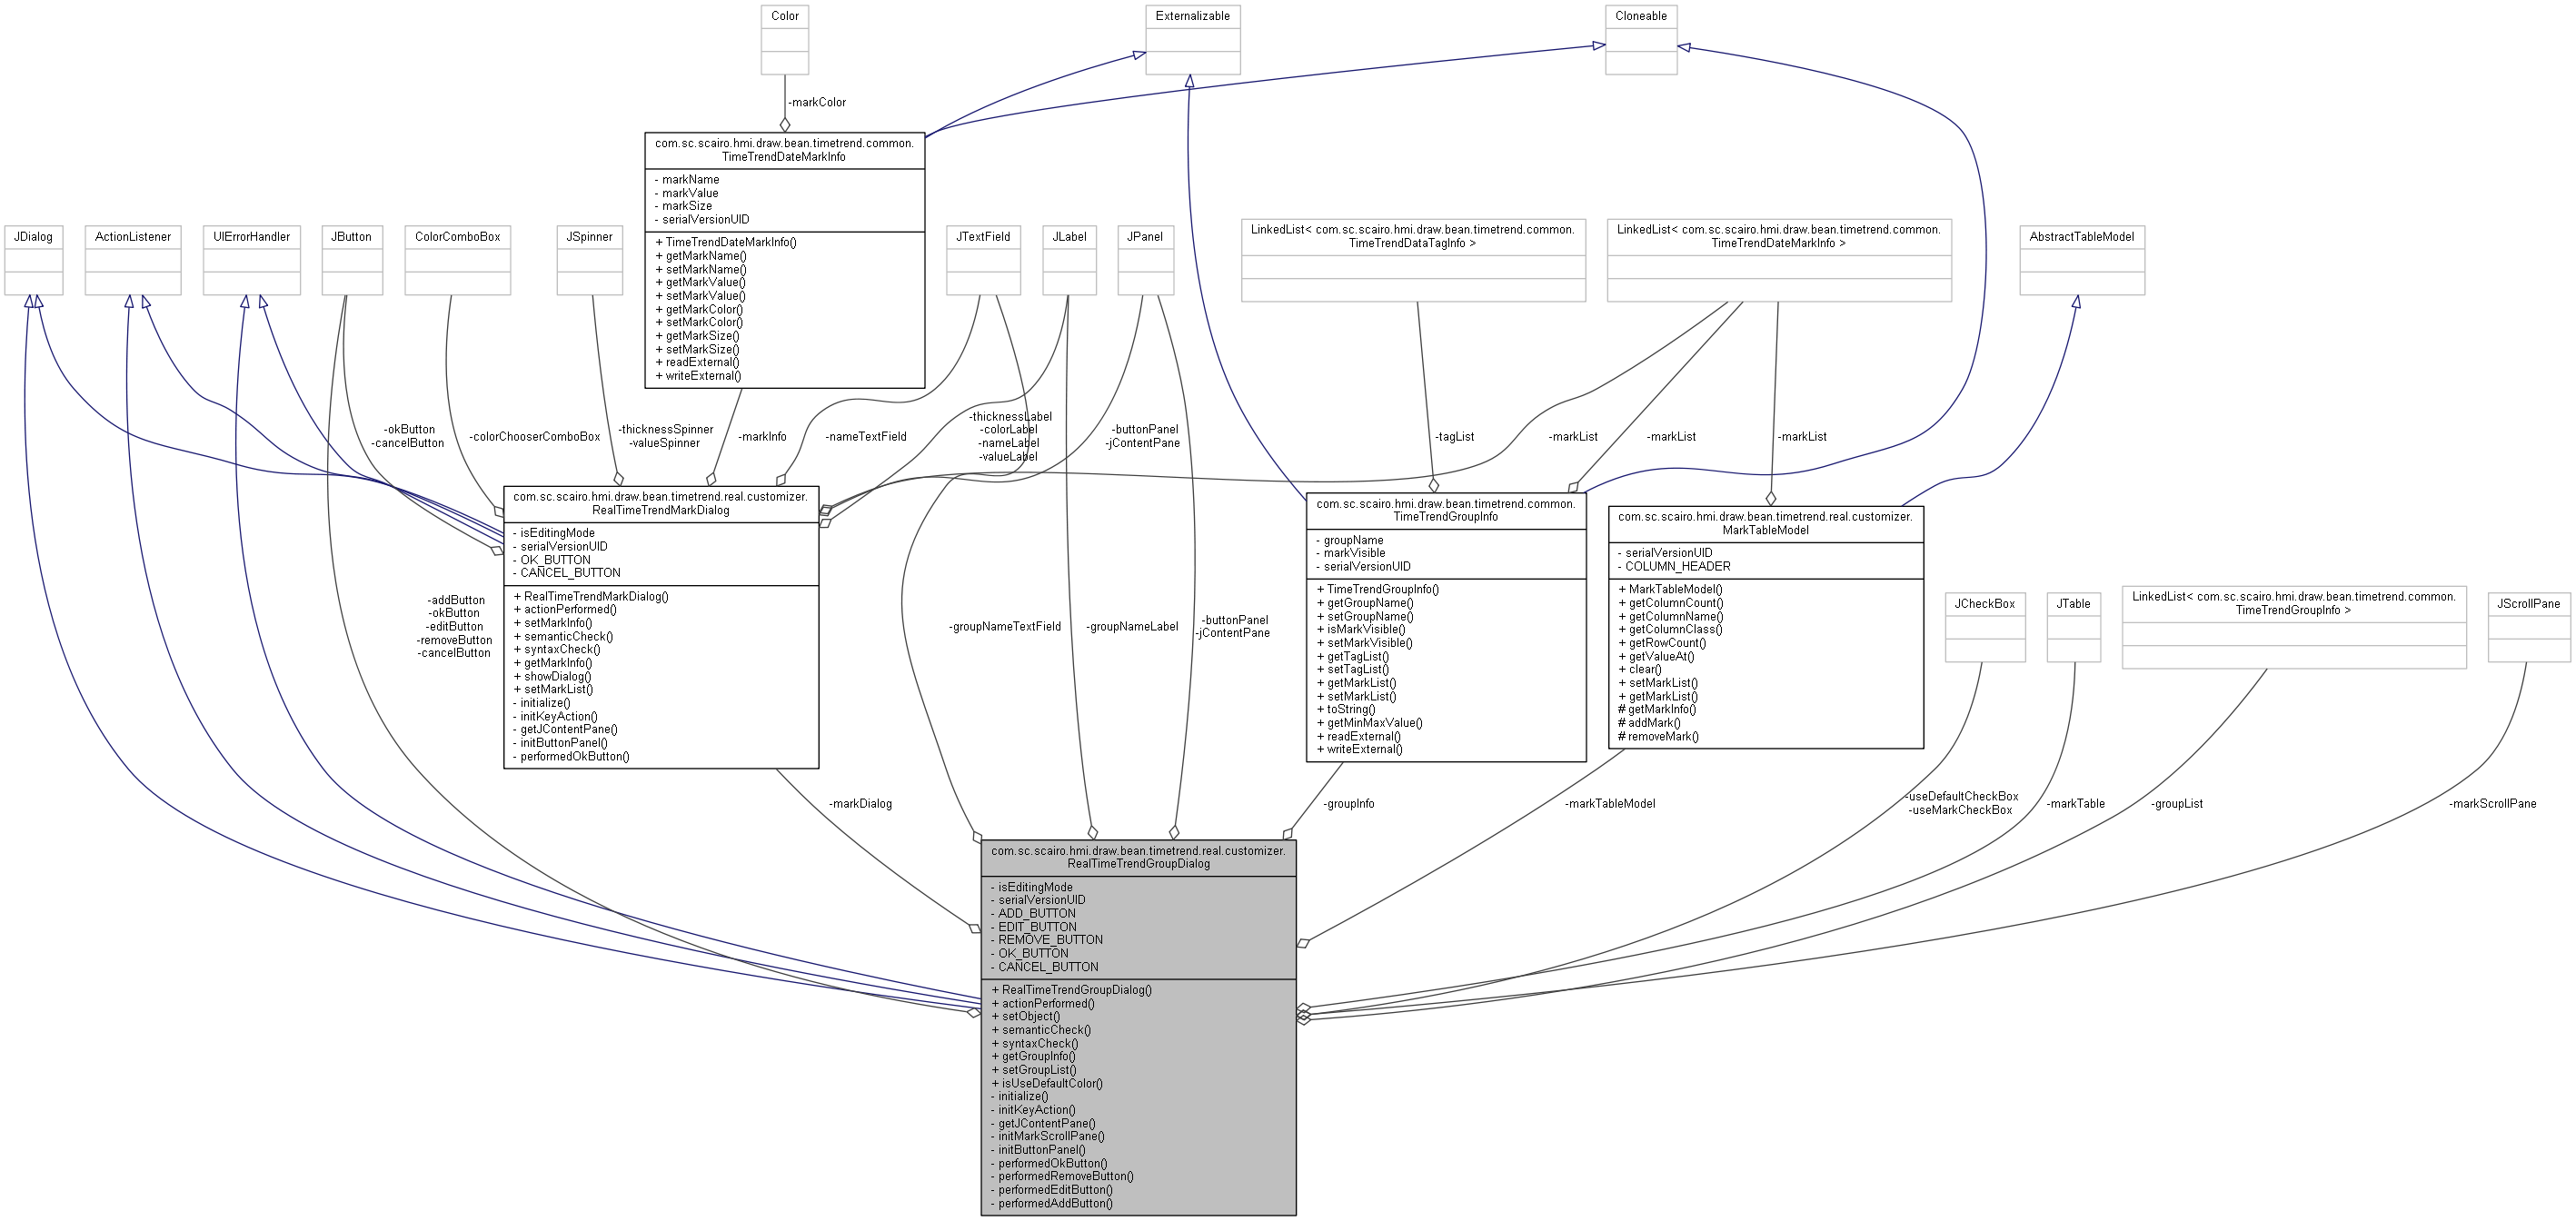 Color
Externalizable
Cloneable
-markColor
com.sc.scairo.hmi.draw.bean.timetrend.common.
TimeTrendDateMarkInfo
- markName
- markValue
- markSize
- serialVersionUID
+ TimeTrendDateMarkInfo()
+ getMarkName()
+ setMarkName()
+ getMarkValue()
+ setMarkValue()
+ getMarkColor()
+ setMarkColor()
+ getMarkSize()
+ setMarkSize()
+ readExternal()
+ writeExternal()
JDialog
ActionListener
UIErrorHandler
JButton
ColorComboBox
JSpinner
JTextField
JLabel
JPanel
LinkedList< com.sc.scairo.hmi.draw.bean.timetrend.common.
TimeTrendDataTagInfo >
LinkedList< com.sc.scairo.hmi.draw.bean.timetrend.common.
TimeTrendDateMarkInfo >
AbstractTableModel
-okButton
-cancelButton
-colorChooserComboBox
-thicknessSpinner
-valueSpinner
-markInfo
-nameTextField
-thicknessLabel
-colorLabel
-nameLabel
-valueLabel
-buttonPanel
-jContentPane
-tagList
-markList
-markList
-markList
com.sc.scairo.hmi.draw.bean.timetrend.real.customizer.
RealTimeTrendMarkDialog
- isEditingMode
- serialVersionUID
- OK_BUTTON
- CANCEL_BUTTON
+ RealTimeTrendMarkDialog()
+ actionPerformed()
+ setMarkInfo()
+ semanticCheck()
+ syntaxCheck()
+ getMarkInfo()
+ showDialog()
+ setMarkList()
- initialize()
- initKeyAction()
- getJContentPane()
- initButtonPanel()
- performedOkButton()
com.sc.scairo.hmi.draw.bean.timetrend.common.
TimeTrendGroupInfo
- groupName
- markVisible
- serialVersionUID
+ TimeTrendGroupInfo()
+ getGroupName()
+ setGroupName()
+ isMarkVisible()
+ setMarkVisible()
+ getTagList()
+ setTagList()
+ getMarkList()
+ setMarkList()
+ toString()
+ getMinMaxValue()
+ readExternal()
+ writeExternal()
com.sc.scairo.hmi.draw.bean.timetrend.real.customizer.
MarkTableModel
- serialVersionUID
- COLUMN_HEADER
+ MarkTableModel()
+ getColumnCount()
+ getColumnName()
+ getColumnClass()
+ getRowCount()
+ getValueAt()
+ clear()
+ setMarkList()
+ getMarkList()
# getMarkInfo()
# addMark()
# removeMark()
JCheckBox
JTable
LinkedList< com.sc.scairo.hmi.draw.bean.timetrend.common.
TimeTrendGroupInfo >
JScrollPane
-addButton
-okButton
-editButton
-removeButton
-cancelButton
-groupNameTextField
-groupNameLabel
-buttonPanel
-jContentPane
-markDialog
-groupInfo
-markTableModel
-useDefaultCheckBox
-useMarkCheckBox
-markTable
-groupList
-markScrollPane
com.sc.scairo.hmi.draw.bean.timetrend.real.customizer.
RealTimeTrendGroupDialog
- isEditingMode
- serialVersionUID
- ADD_BUTTON
- EDIT_BUTTON
- REMOVE_BUTTON
- OK_BUTTON
- CANCEL_BUTTON
+ RealTimeTrendGroupDialog()
+ actionPerformed()
+ setObject()
+ semanticCheck()
+ syntaxCheck()
+ getGroupInfo()
+ setGroupList()
+ isUseDefaultColor()
- initialize()
- initKeyAction()
- getJContentPane()
- initMarkScrollPane()
- initButtonPanel()
- performedOkButton()
- performedRemoveButton()
- performedEditButton()
- performedAddButton()